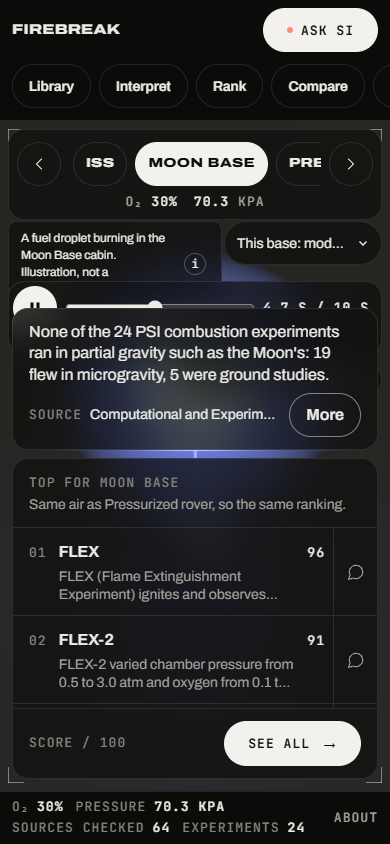 FIREBREAK
ASK SI
Library Interpret Rank Compare
ISS MOON BASE PRE
O₂ 30% 70.3 KPA
A fuel droplet burning in the
Moon Base cabin.
Illustration, not a
i
This base: mod...
None of the 24 PSI combustion experiments
ran in partial gravity such as the Moon's: 19
flew in microgravity, 5 were ground studies.
SOURCE Computational and Experim... More
TOP FOR MOON BASE
Same air as Pressurized rover, so the same ranking.
01 FLEX 96
FLEX (Flame Extinguishment
Experiment) ignites and observes...
02 FLEX-2 91
FLEX-2 varied chamber pressure from
0.5 to 3.0 atm and oxygen from 0.1 t...
SCORE / 100 SEE ALL →
O₂ 30% PRESSURE 70.3 KPA
SOURCES CHECKED 64 EXPERIMENTS 24
ABOUT